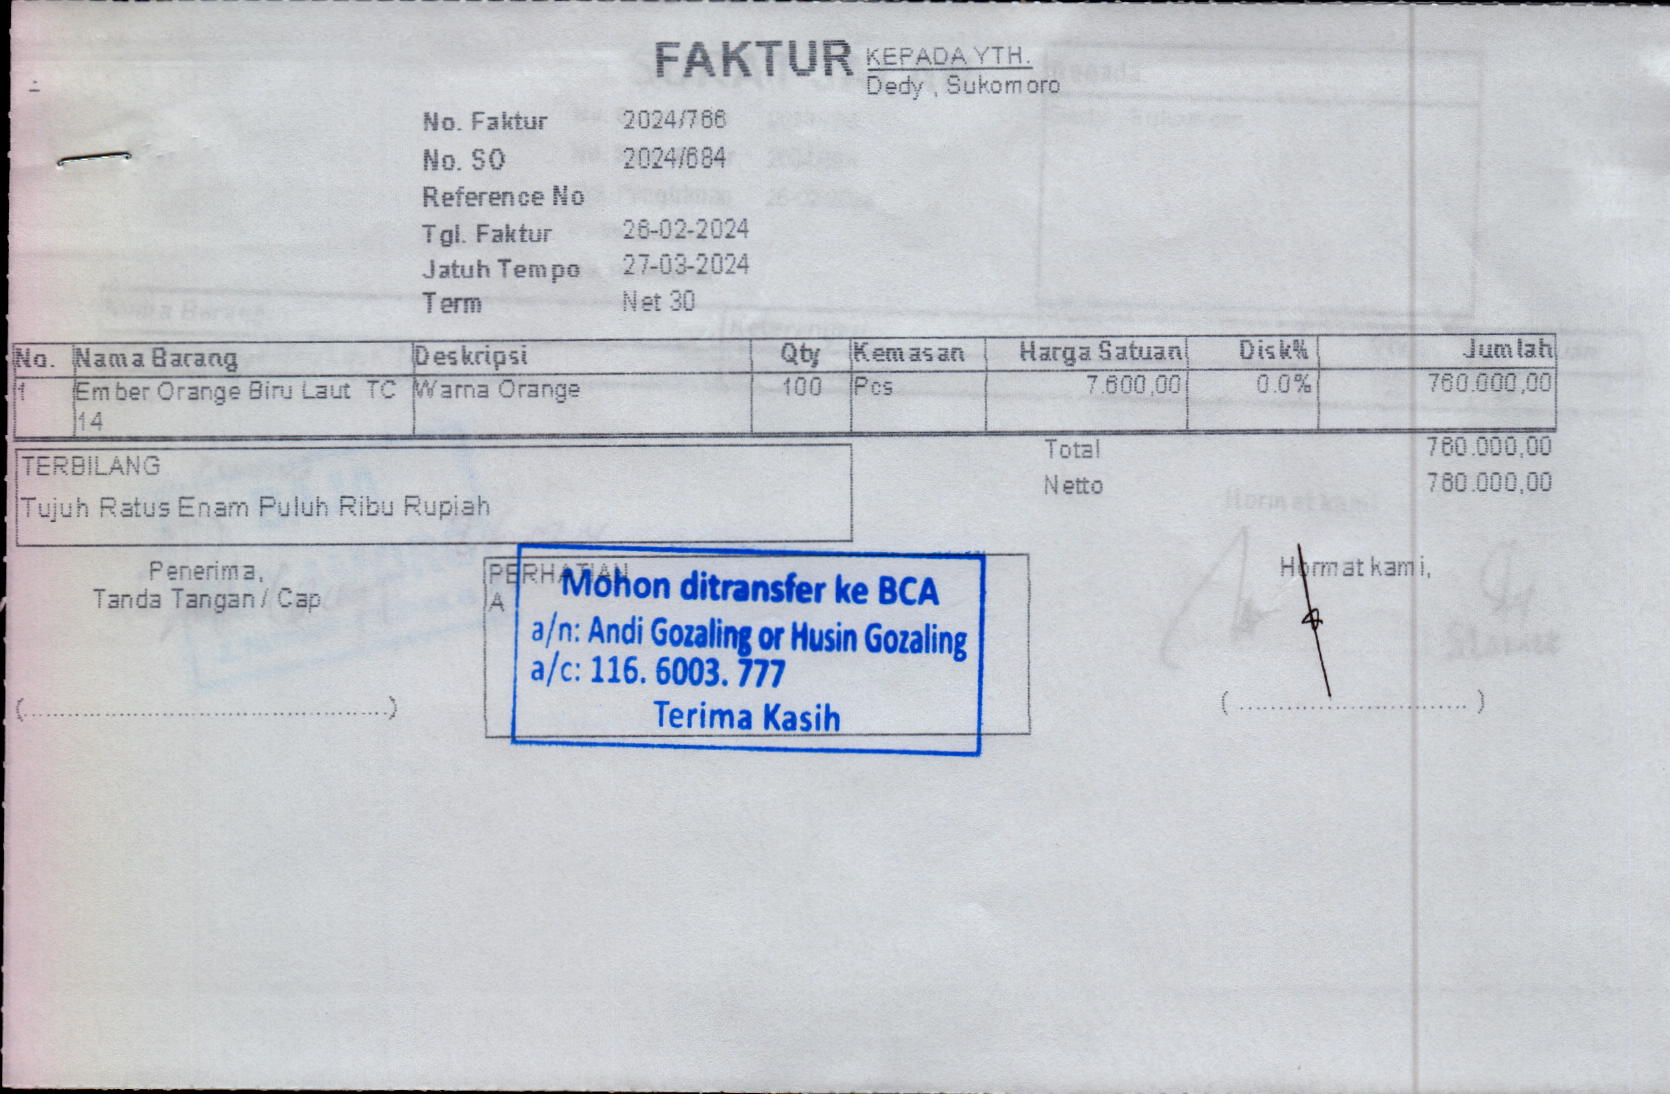 FAKTUR
KEPADA YTH.
Dedy , Sukomoro
No. Faktur 2024/766
No. SO 2024/684
Reference No
Tgl. Faktur 26-02-2024
Jatuh Tempo 27-03-2024
Term Net 30
No. Nama Barang Deskripsi Qty Kemasan Harga Satuan Disk% Jumlah
1 Ember Orange Biru Laut TC Warna Orange 100 Pcs 7.600,00 0.0% 760.000,00
14
Total 760.000,00
TERBILANG
Netto 760.000,00
Tujuh Ratus Enam Puluh Ribu Rupiah
Penerima,
Tanda Tangan / Cap
PERHATIAN
A
Mohon ditransfer ke BCA
a/n: Andi Gozaling or Husin Gozaling
a/c: 116. 6003. 777
Terima Kasih
Hormat kami,
(................................................)
(............................)